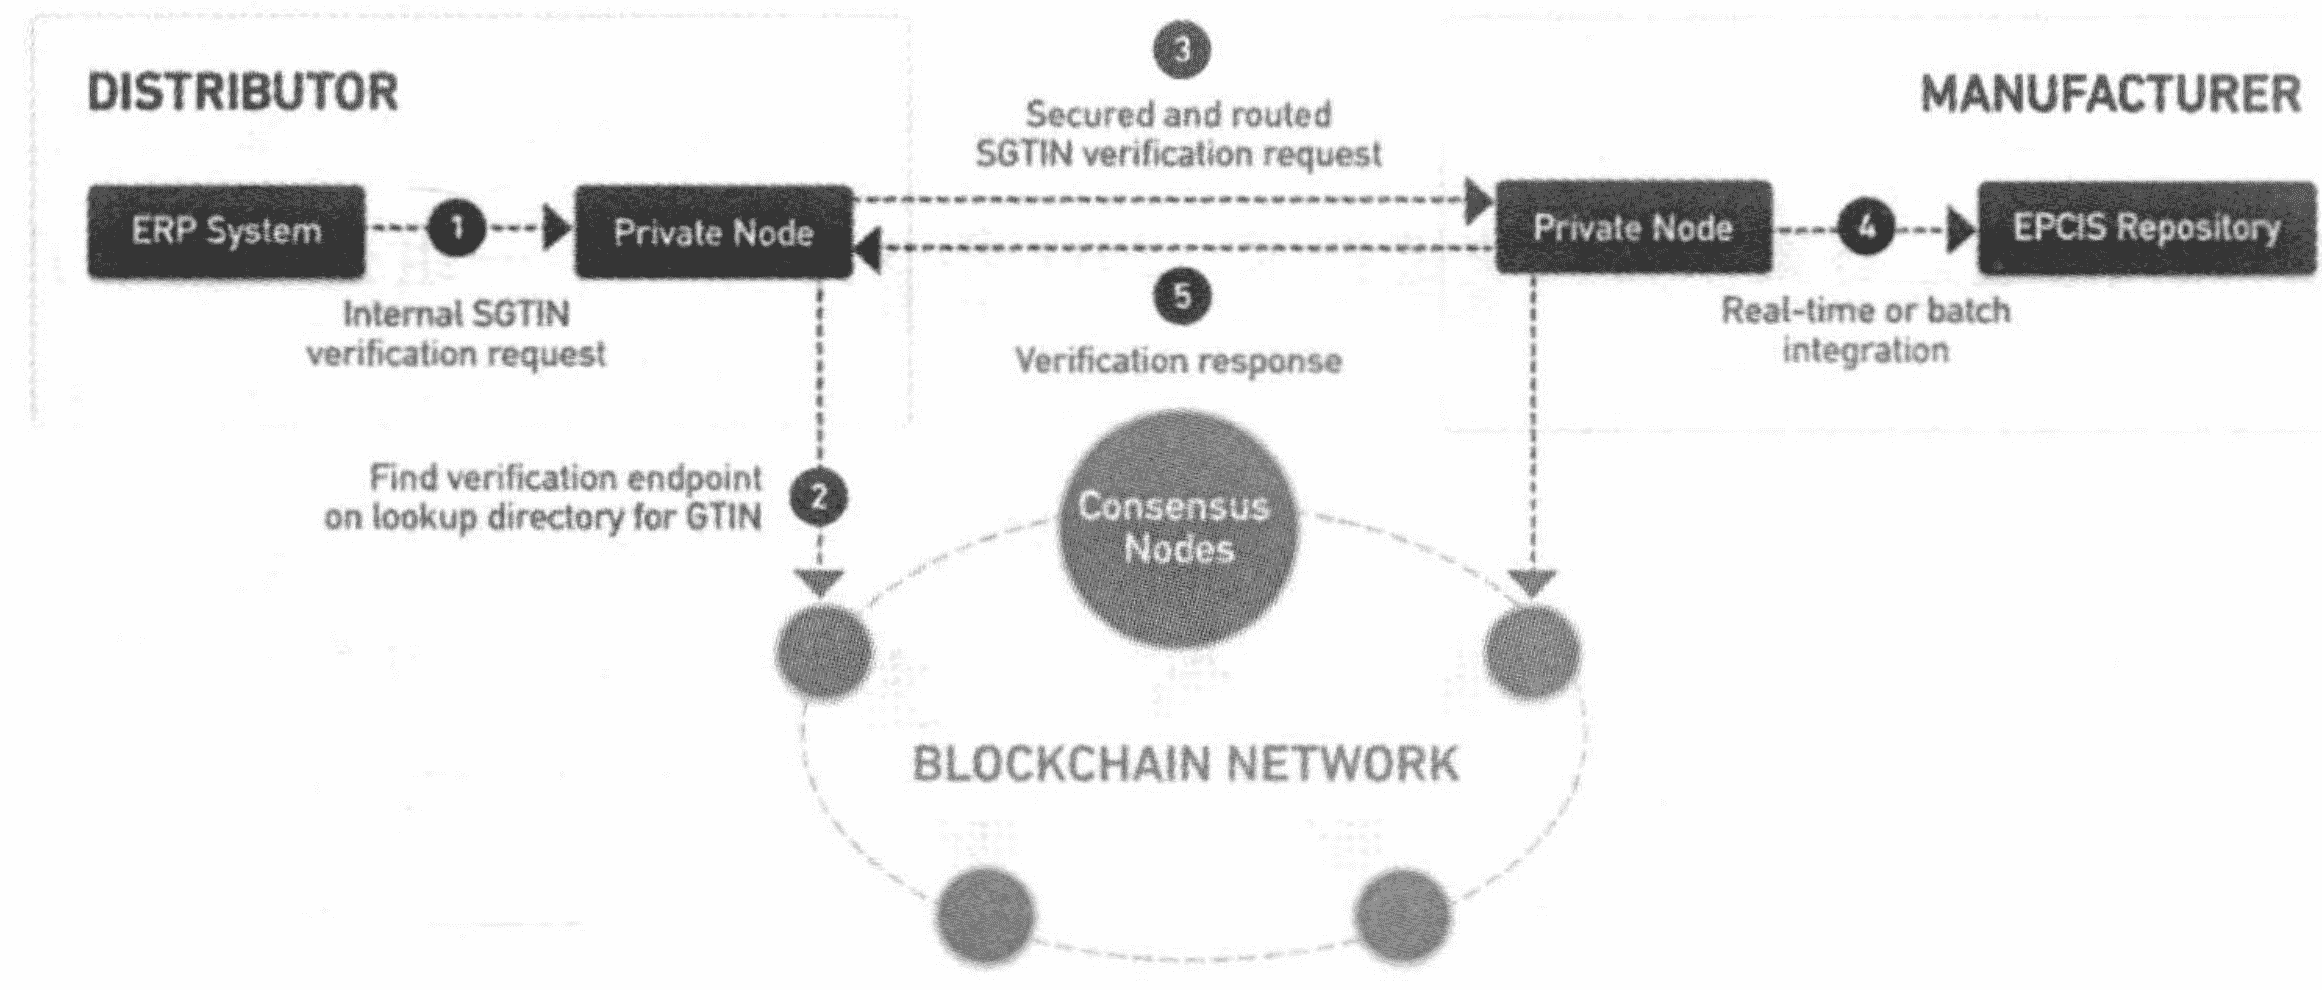 DISTRIBUTOR
MANUFACTURER
3
Secured and routed
SGTIN verification request
ERP System
1
Private Node
Private Node
4
EPCIS Repository
Internal SGTIN
verification request
5
Verification response
Real-time or batch
integration
Find verification endpoint
on lookup directory for GTIN
2
Consensus
Nodes
BLOCKCHAIN NETWORK